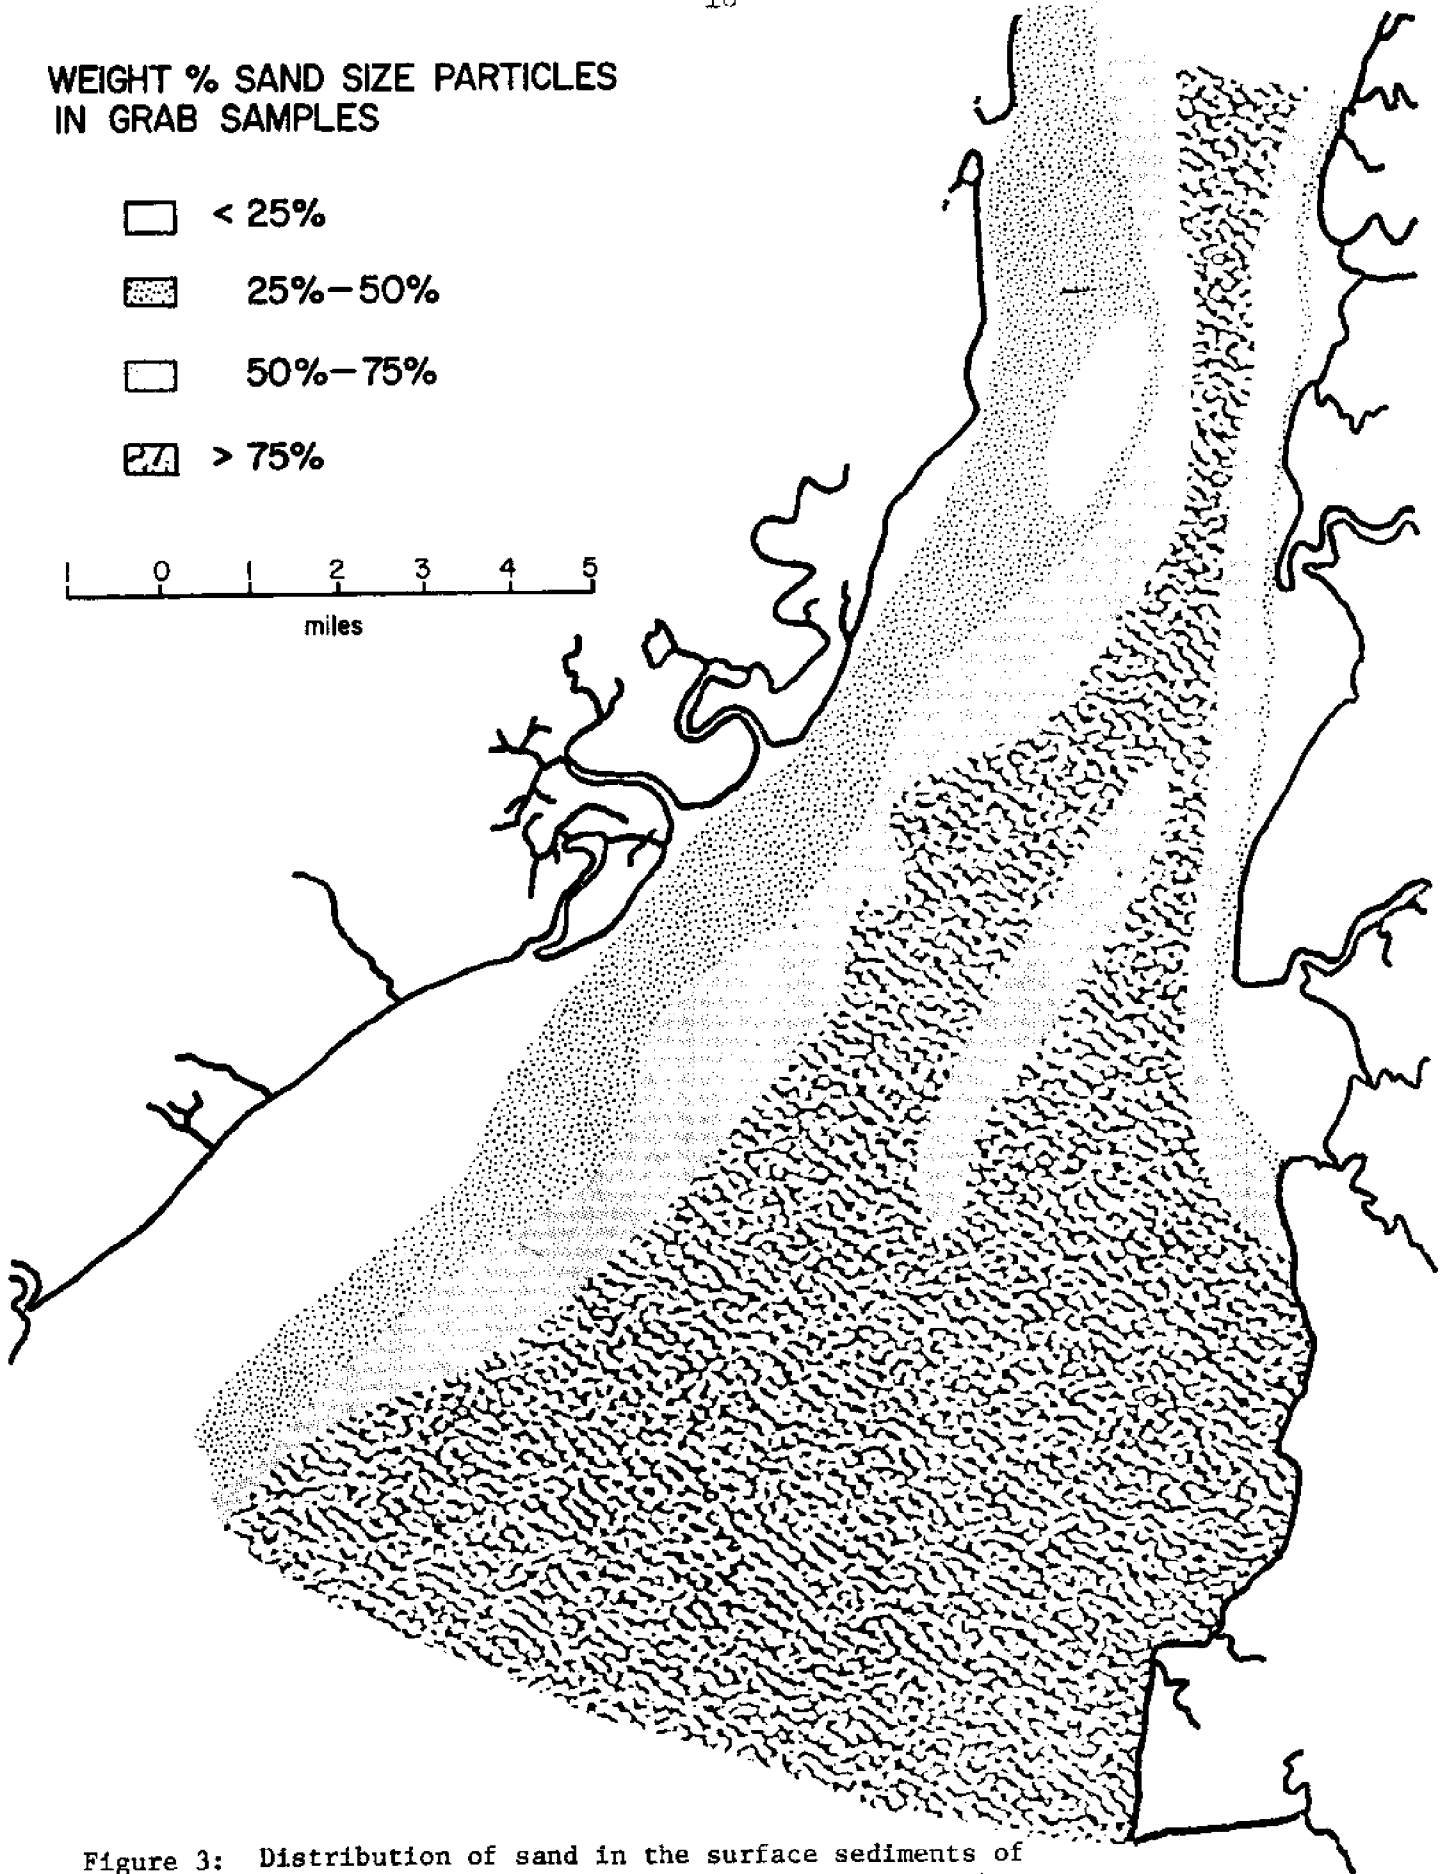 WEIGHT % SAND SIZE PARTICLES
IN GRAB SAMPLES
< 25%
25%-50%
50%-75%
> 75%
1 0 1 2 3 4 5
miles
Figure 3: Distribution of sand in the surface sediments of